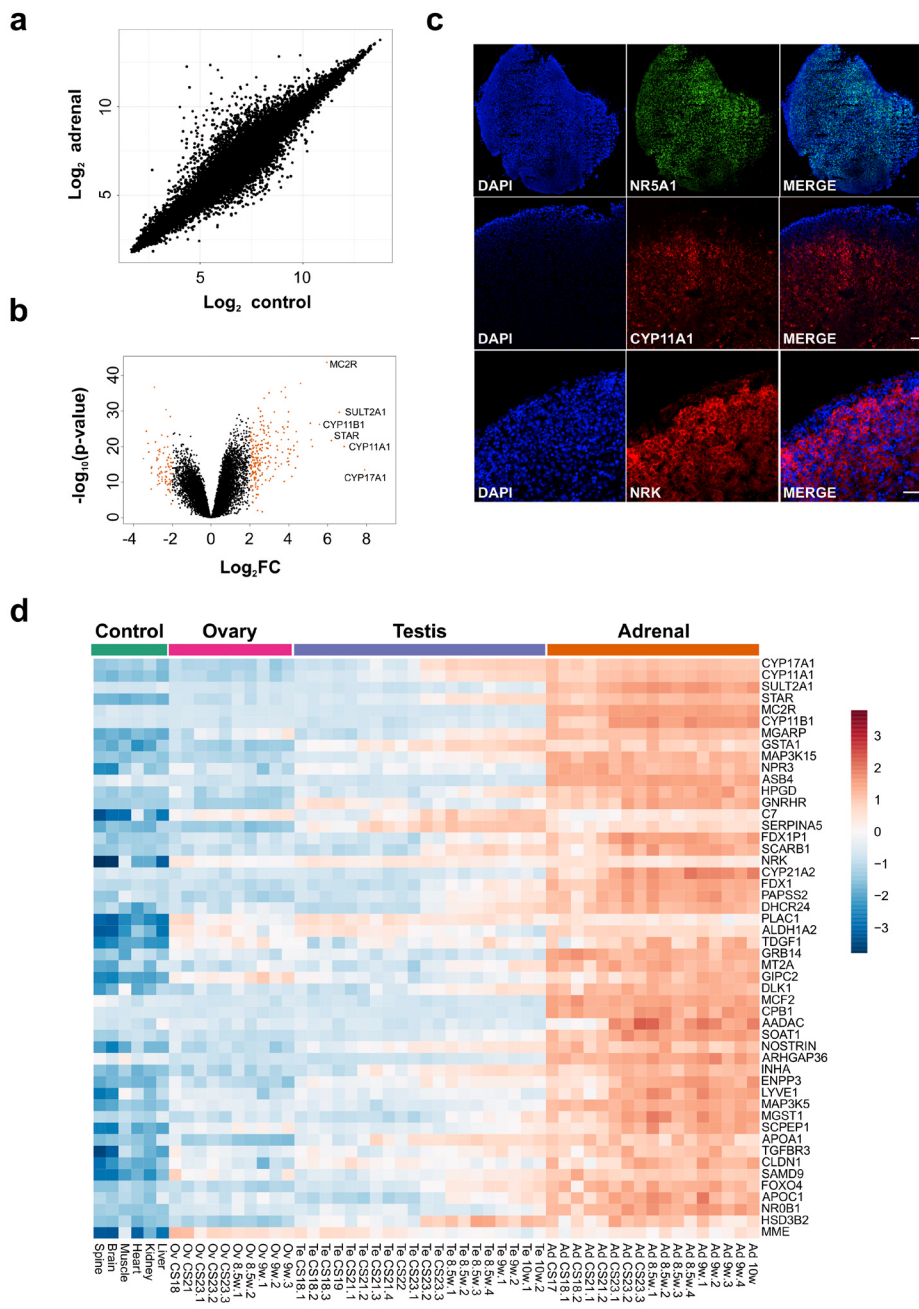 a
Log2 adrenal
10
5
5
10
Log2 control
b
-log10(p-value)
40
30
20
10
0
MC2R
SULT2A1
CYP11B1
STAR
CYP11A1
CYP17A1
-4
-2
0
2
4
6
8
Log2FC
c
DAPI
NR5A1
MERGE
DAPI
CYP11A1
MERGE
DAPI
NRK
MERGE
d
Control
Ovary
Testis
Adrenal
CYP17A1
CYP11A1
SULT2A1
STAR
MC2R
CYP11B1
MGARP
GSTA1
MAP3K15
NPR3
ASB4
HPGD
GNRHR
C7
SERPINA5
FDX1P1
SCARB1
NRK
CYP21A2
FDX1
PAPSS2
DHCR24
PLAC1
ALDH1A2
TDGF1
GRB14
MT2A
GIPC2
DLK1
MCF2
CPB1
AADAC
SOAT1
NOSTRIN
ARHGAP36
INHA
ENPP3
LYVE1
MAP3K5
MGST1
SCPEP1
APOA1
TGFBR3
CLDN1
SAMD9
FOXO4
APOC1
NR0B1
HSD3B2
MME
3
2
1
0
−1
−2
−3
Spine
Brain
Muscle
Heart
Kidney
Liver
Ov CS18
Ov CS21
Ov CS23.1
Ov CS23.2
Ov CS23.3
Ov 8.5w.1
Ov 8.5w.2
Ov 9w.1
Ov 9w.2
Ov 9w.3
Te CS18.1
Te CS18.2
Te CS18.3
Te CS19
Te CS21.1
Te CS21.2
Te CS21.3
Te CS21.4
Te CS22
Te CS23.1
Te CS23.2
Te CS23.3
Te 8.5w.1
Te 8.5w.2
Te 8.5w.3
Te 8.5w.4
Te 9w.1
Te 9w.2
Te 10w.1
Te 10w.2
Ad CS17
Ad CS18.1
Ad CS18.2
Ad CS21.1
Ad CS21.2
Ad CS23.1
Ad CS23.2
Ad CS23.3
Ad 8.5w.1
Ad 8.5w.2
Ad 8.5w.3
Ad 8.5w.4
Ad 9w.1
Ad 9w.2
Ad 9w.3
Ad 9w.4
Ad 10w